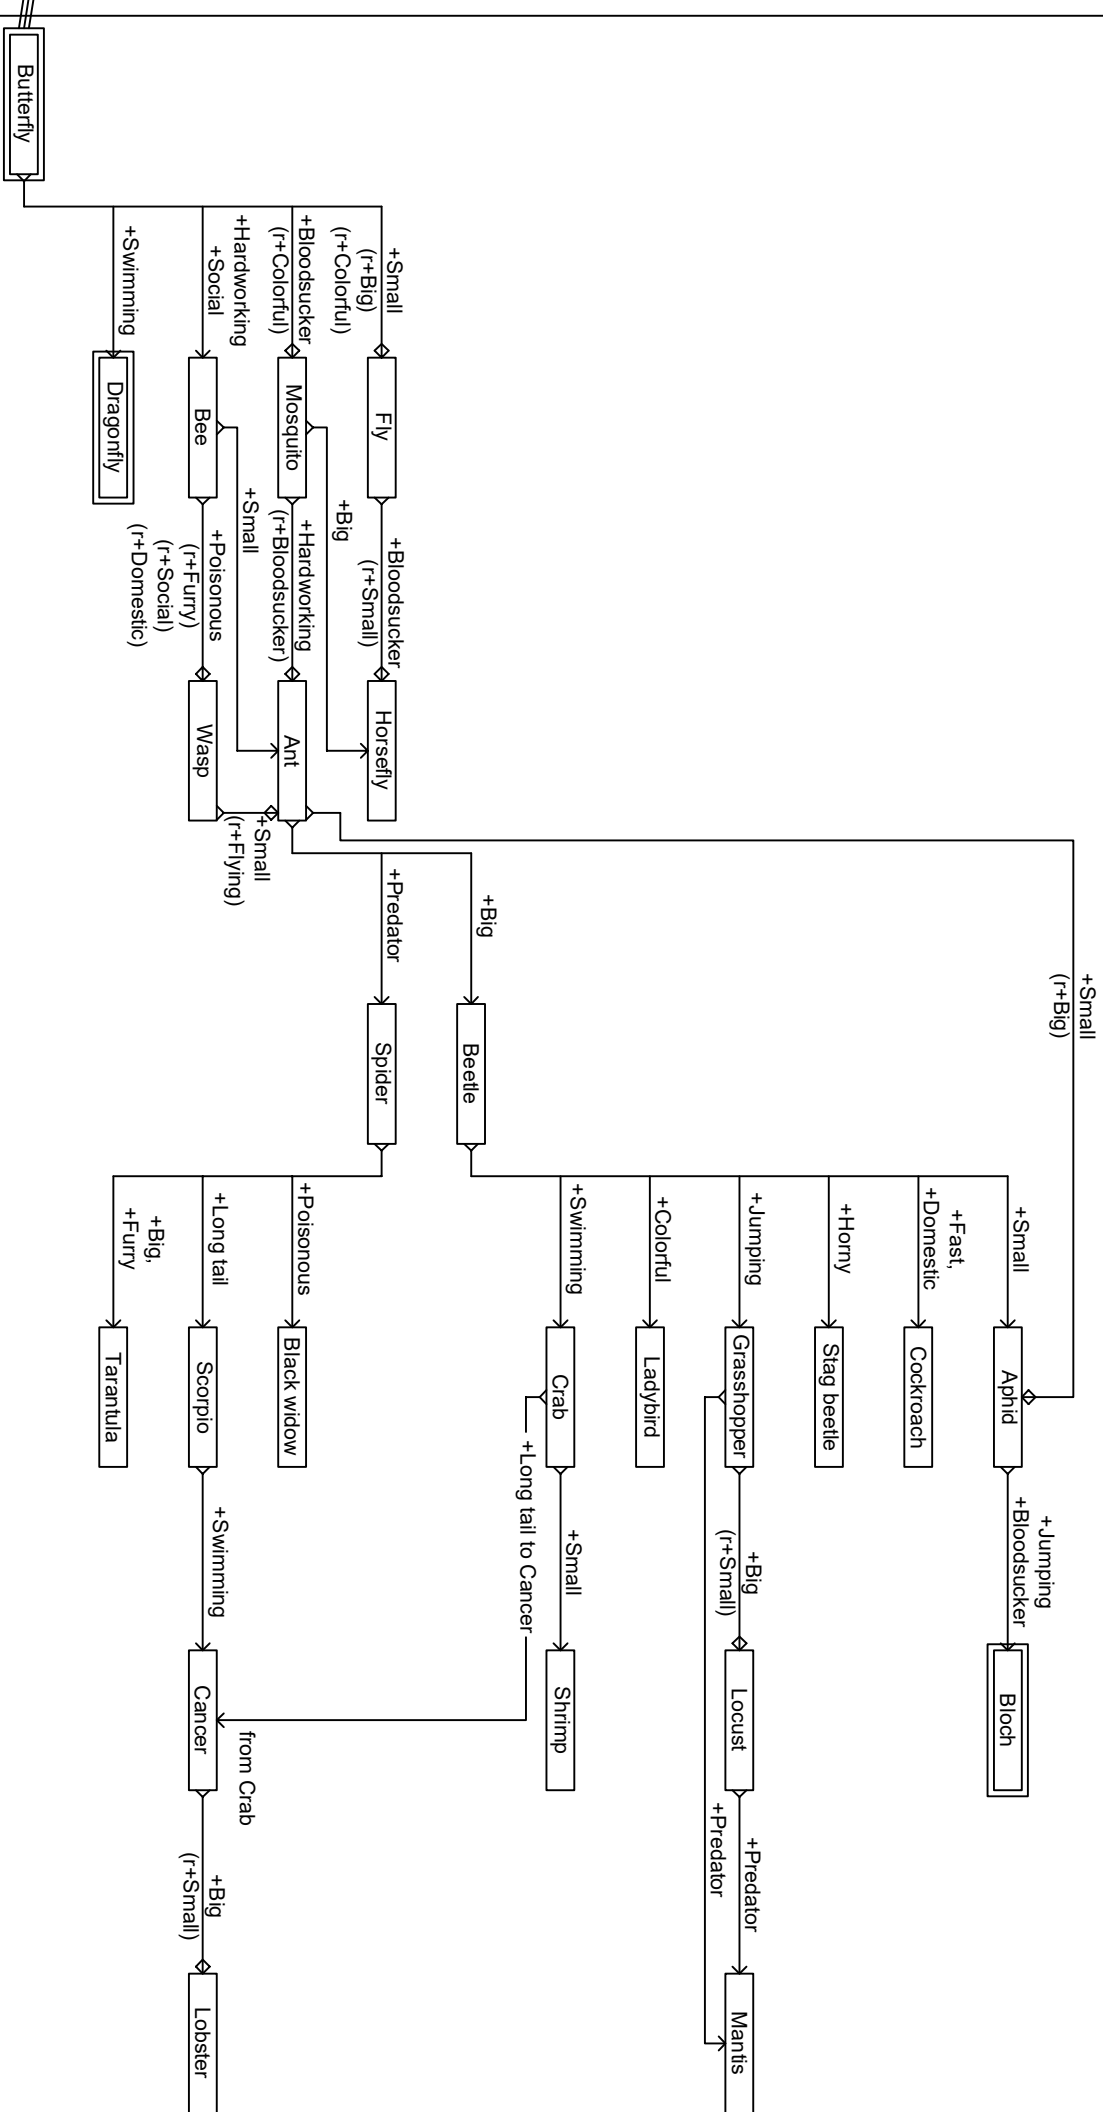 Butterfly
+Small
(r+Big)
(r+Colorful)
+Bloodsucker
(r+Colorful)
+Hardworking
+Social
+Swimming
Fly
Mosquito
Bee
Dragonfly
+Bloodsucker
(r+Small)
+Big
+Hardworking
(r+Bloodsucker)
+Small
+Poisonous
(r+Furry)
(r+Social)
(r+Domestic)
Horsefly
Ant
Wasp
+Small
(r+Flying)
+Small
(r+Big)
+Big
+Predator
Beetle
Spider
+Small
+Fast,
+Domestic
+Horny
+Jumping
+Colorful
+Swimming
+Poisonous
+Long tail
+Big,
+Furry
Aphid
Cockroach
Stag beetle
Grasshopper
Ladybird
Crab
Black widow
Scorpio
Tarantula
+Jumping
+Bloodsucker
+Big
(r+Small)
+Small
+Long tail to Cancer
+Swimming
Bloch
Locust
Shrimp
Cancer
from Crab
+Predator
+Predator
+Big
(r+Small)
Mantis
Lobster